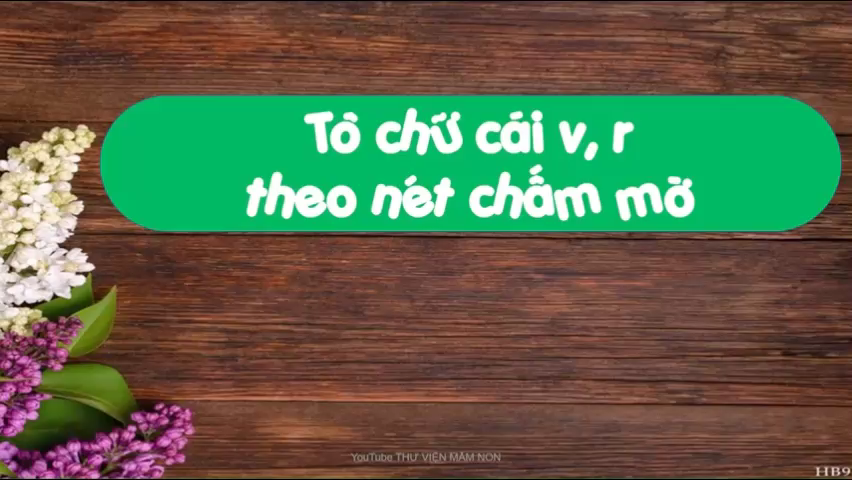 Tô chữ cái v, r
theo nét chấm mờ
YouTube THƯ VIỆN MẦM NON
HB9